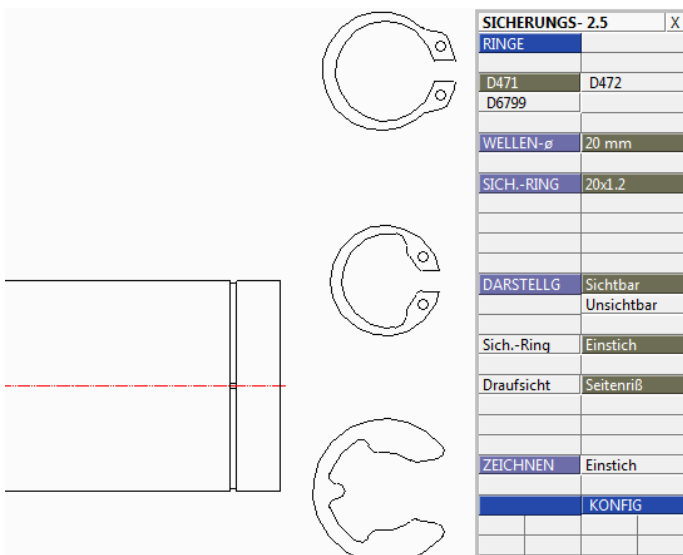 SICHERUNGS- 2.5 X
RINGE
D471 D472
D6799
WELLEN-ø 20 mm
SICH.-RING 20x1.2
DARSTELLG Sichtbar
Unsichtbar
Sich.-Ring Einstich
Draufsicht Seitenriß
ZEICHNEN Einstich
KONFIG